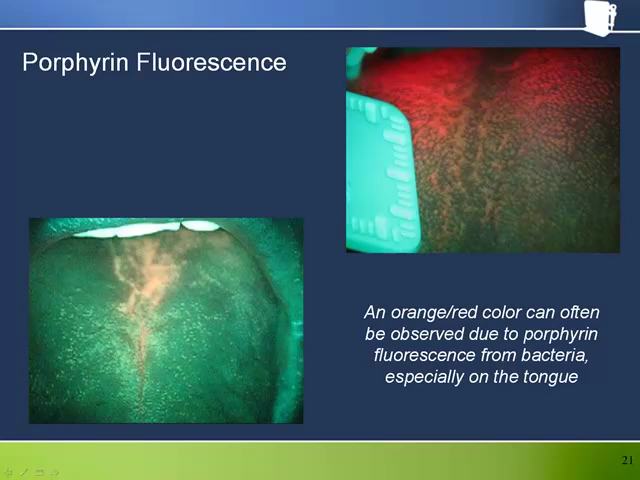 Porphyrin Fluorescence
An orange/red color can often
be observed due to porphyrin
fluorescence from bacteria,
especially on the tongue
21